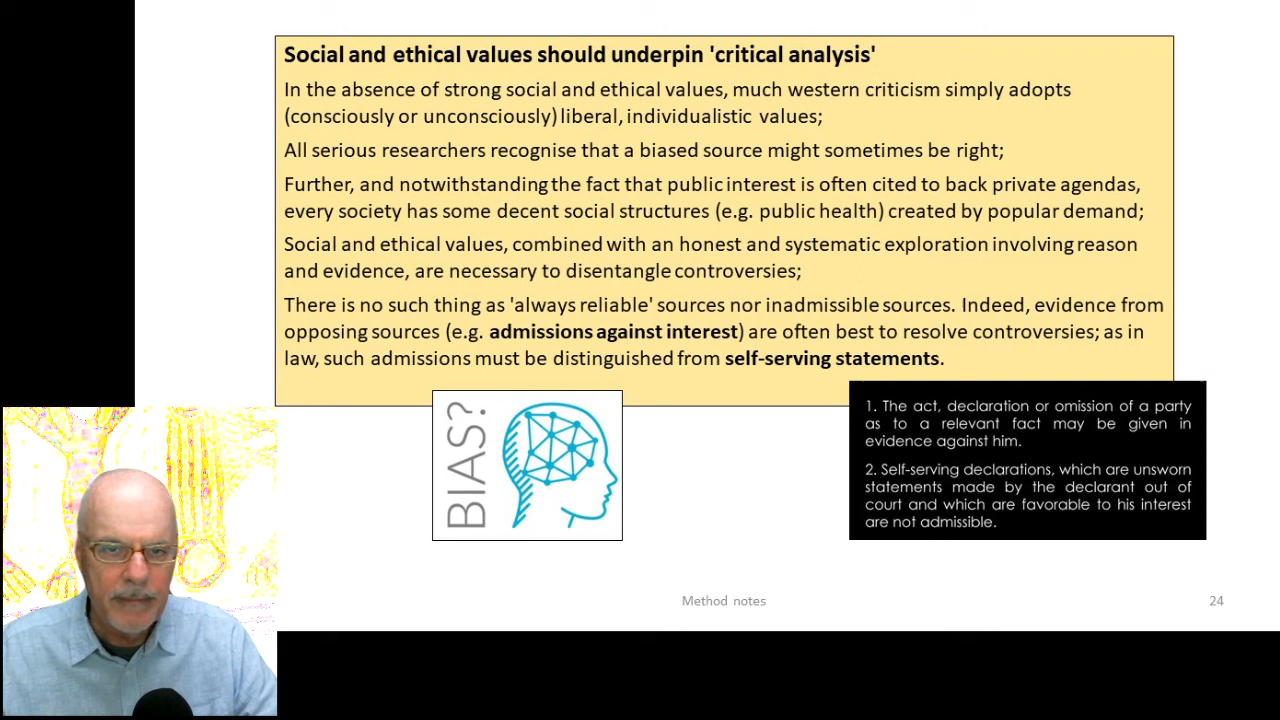 Social and ethical values should underpin 'critical analysis'
In the absence of strong social and ethical values, much western criticism simply adopts
(consciously or unconsciously) liberal, individualistic values;
All serious researchers recognise that a biased source might sometimes be right;
Further, and notwithstanding the fact that public interest is often cited to back private agendas,
every society has some decent social structures (e.g. public health) created by popular demand;
Social and ethical values, combined with an honest and systematic exploration involving reason
and evidence, are necessary to disentangle controversies;
There is no such thing as 'always reliable' sources nor inadmissible sources. Indeed, evidence from
opposing sources (e.g. admissions against interest) are often best to resolve controversies; as in
law, such admissions must be distinguished from self-serving statements.
BIAS?
1. The act, declaration or omission of a party
as to a relevant fact may be given in
evidence against him.
2. Self-serving declarations, which are unsworn
statements made by the declarant out of
court and which are favorable to his interest
are not admissible.
Method notes
24